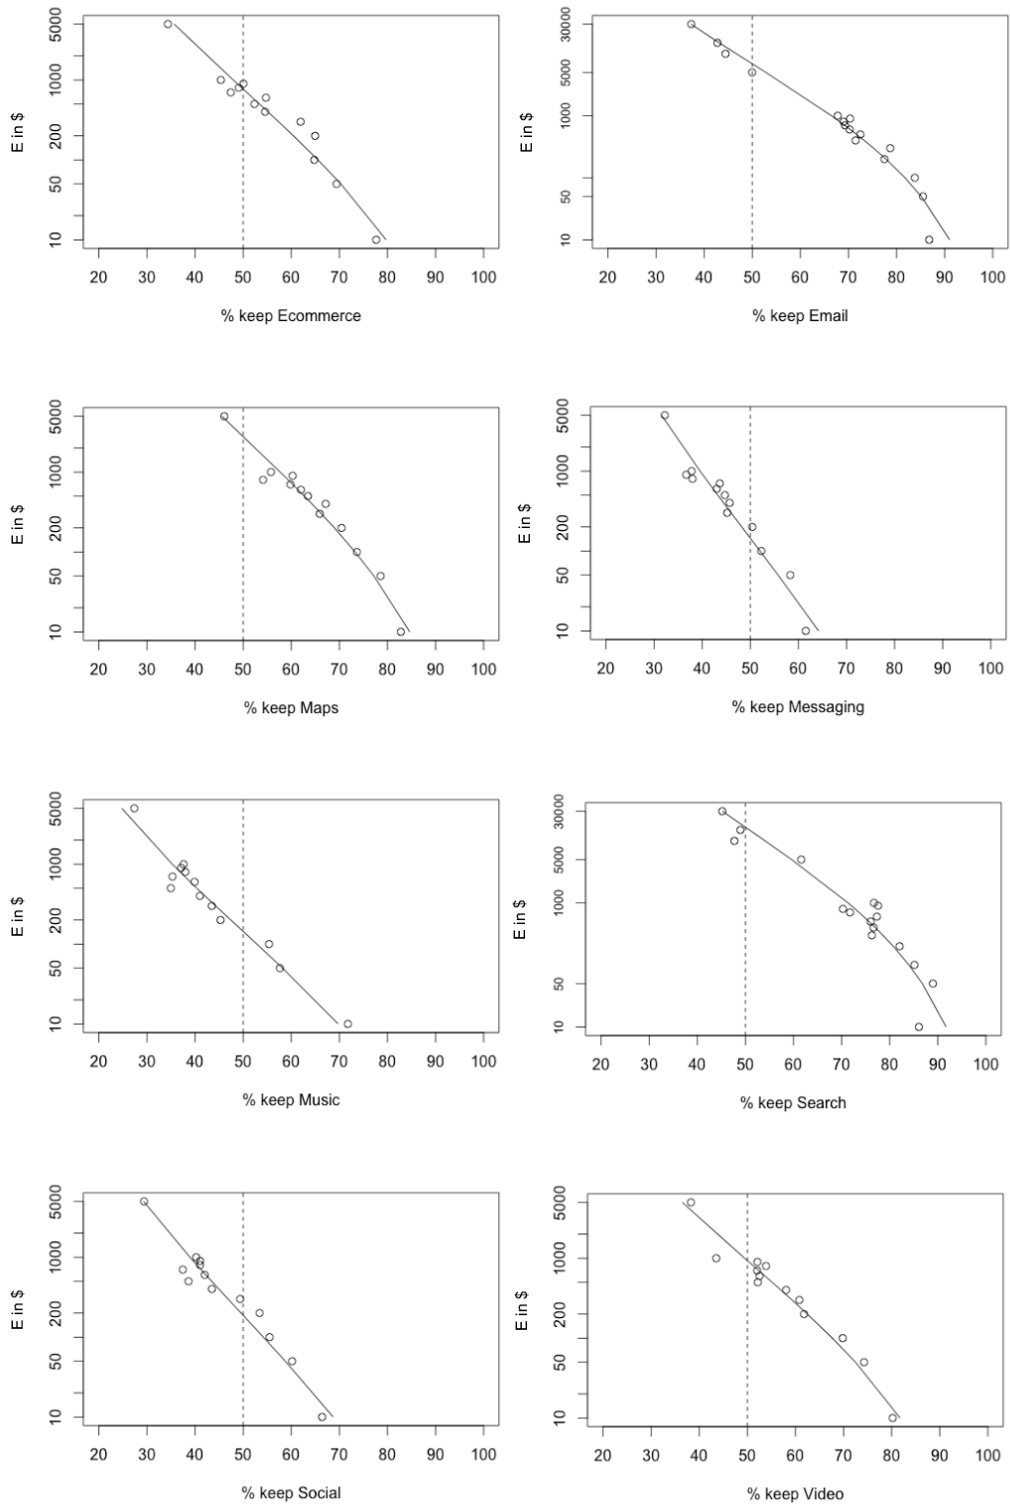 E in $
5000
1000
200
50
10
20 30 40 50 60 70 80 90 100
% keep Ecommerce
E in $
30000
5000
1000
50
10
20 30 40 50 60 70 80 90 100
% keep Email
E in $
5000
1000
200
50
10
20 30 40 50 60 70 80 90 100
% keep Maps
E in $
5000
1000
200
50
10
20 30 40 50 60 70 80 90 100
% keep Messaging
E in $
5000
1000
200
50
10
20 30 40 50 60 70 80 90 100
% keep Music
E in $
30000
5000
1000
50
10
20 30 40 50 60 70 80 90 100
% keep Search
E in $
5000
1000
200
50
10
20 30 40 50 60 70 80 90 100
% keep Social
E in $
5000
1000
200
50
10
20 30 40 50 60 70 80 90 100
% keep Video